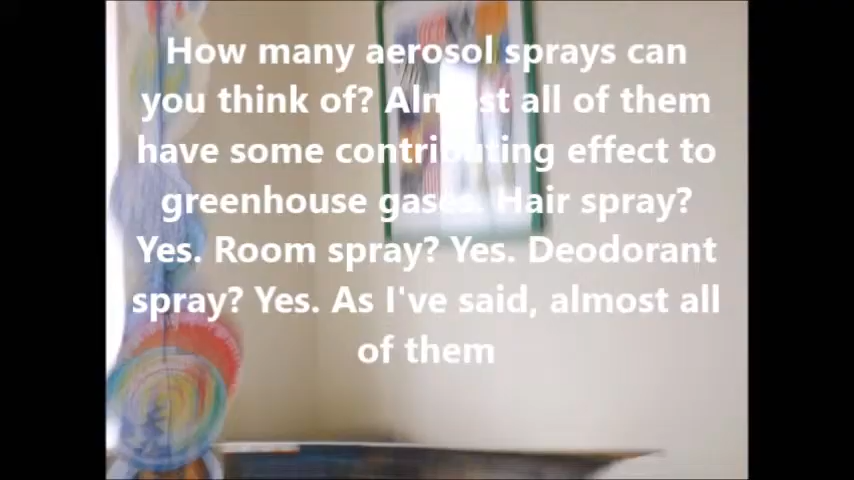 How many aerosol sprays can
you think of? Almost all of them
have some contributing effect to
greenhouse gases. Hair spray?
Yes. Room spray? Yes. Deodorant
spray? Yes. As I've said, almost all
of them